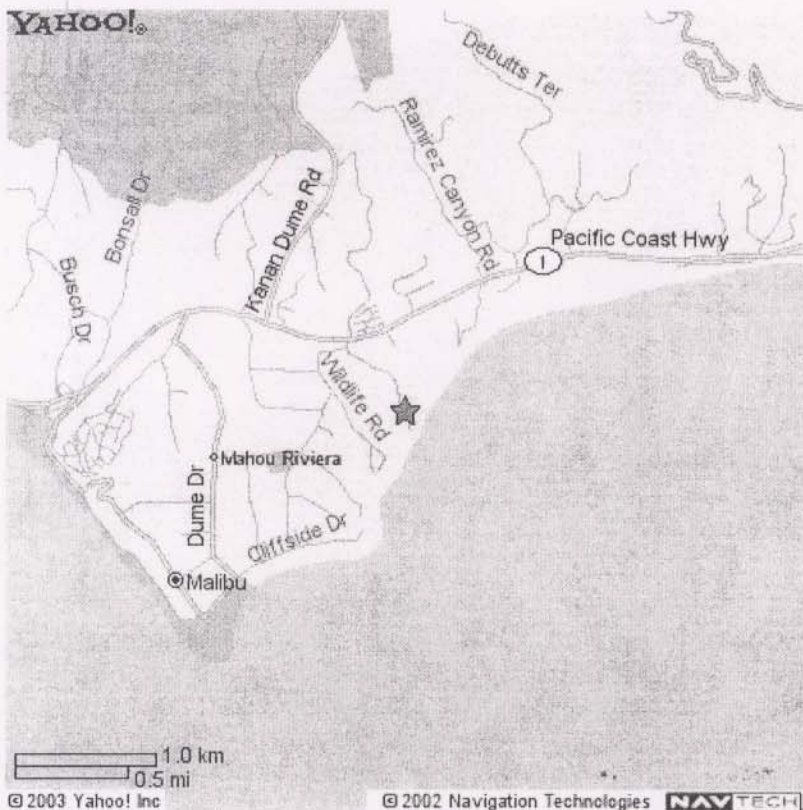 YAHOO!®
Debutts Ter
Ramirez Canyon Rd
Bonsall Dr
Kanan Dume Rd
Pacific Coast Hwy
1
Busch Dr
Wildlife Rd
Mahou Riviera
Dume Dr
Cliffside Dr
Malibu
1.0 km
0.5 mi
© 2003 Yahoo! Inc
© 2002 Navigation Technologies NAVTECH